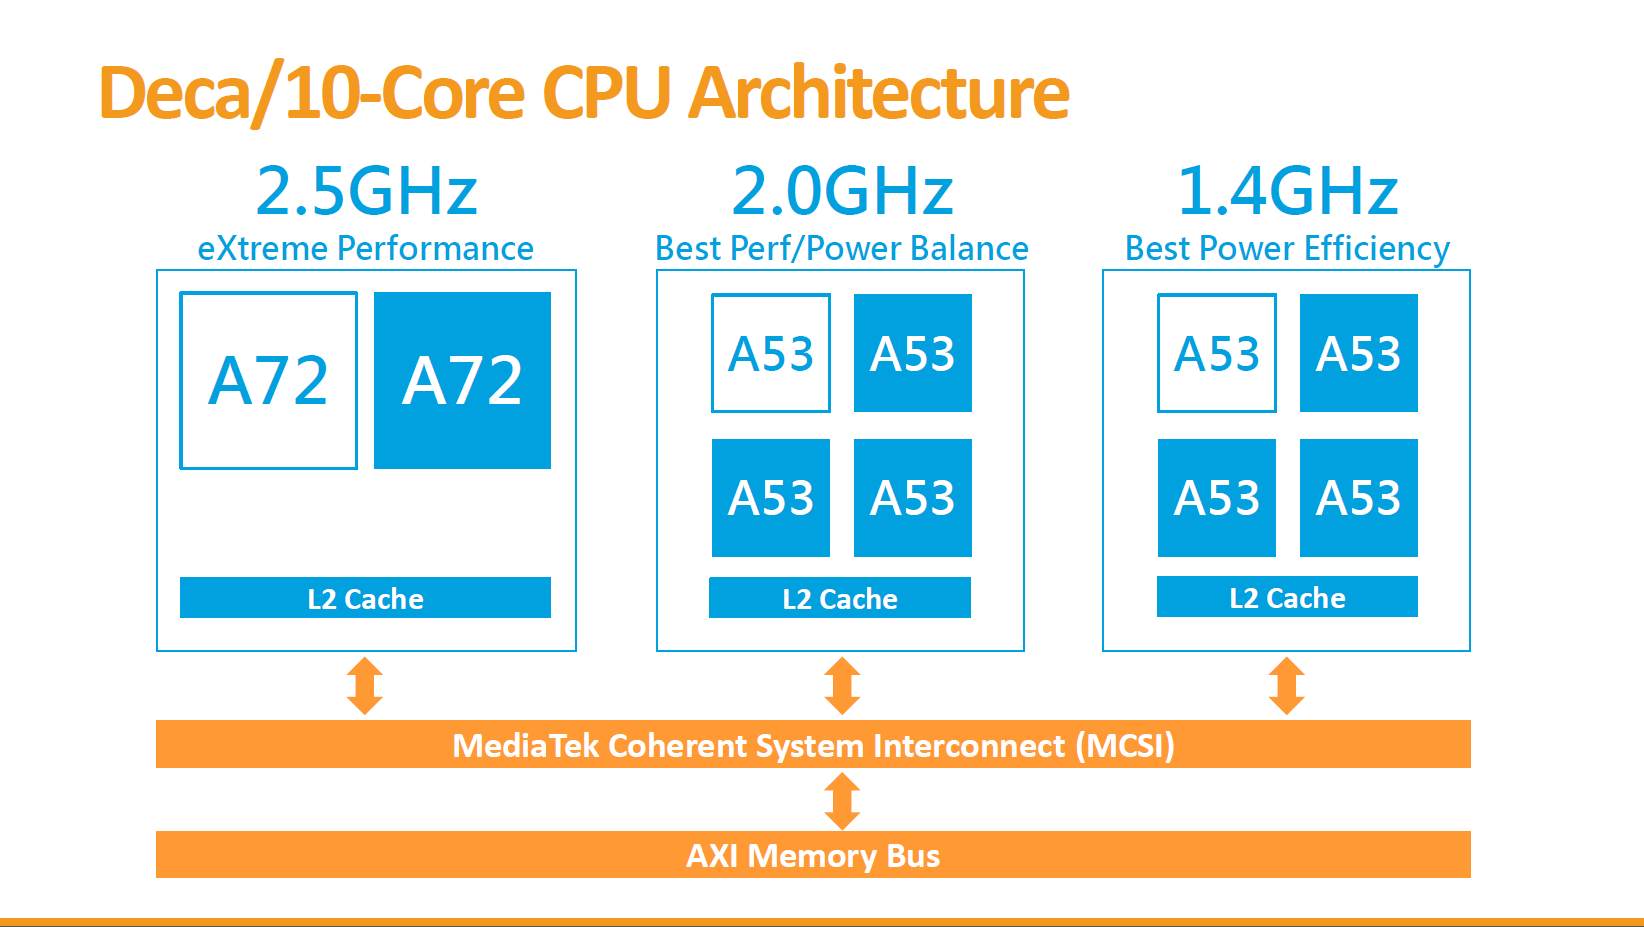 Deca/10-Core CPU Architecture
2.5GHz
eXtreme Performance
A72 A72
L2 Cache
2.0GHz
Best Perf/Power Balance
A53 A53
A53 A53
L2 Cache
1.4GHz
Best Power Efficiency
A53 A53
A53 A53
L2 Cache
MediaTek Coherent System Interconnect (MCSI)
AXI Memory Bus